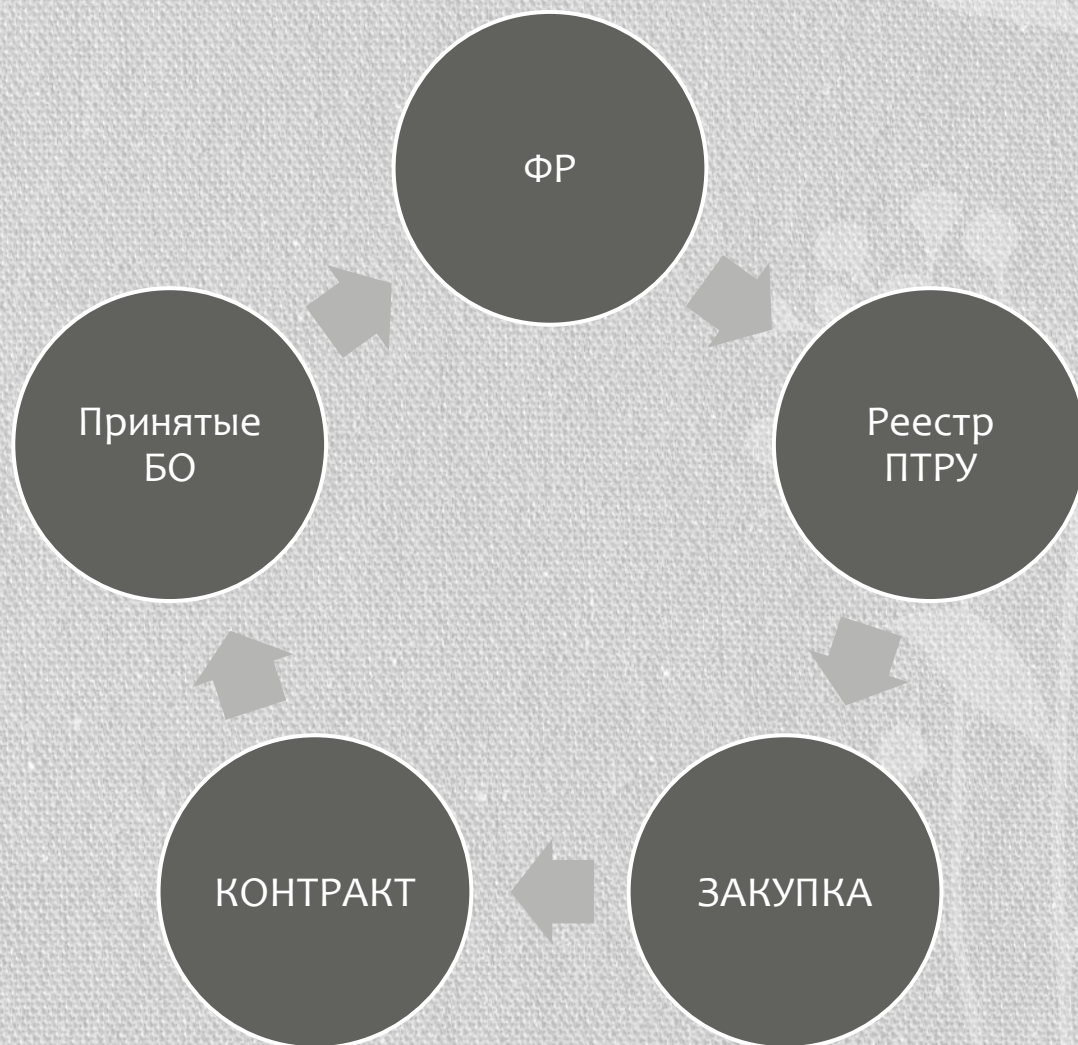 ФР
Реестр
ПТРУ
ЗАКУПКА
КОНТРАКТ
Принятые
БО